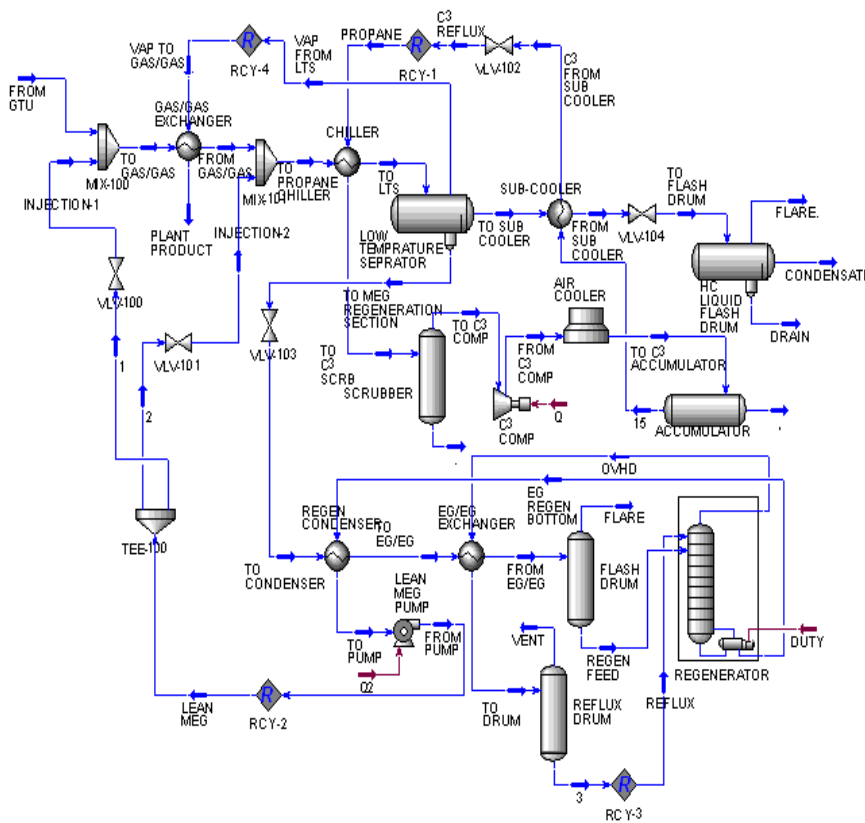 C3
REFLUX
VAP TO
GAS/GAS
VAP
FROM
LTS
PROPANE
RCY-4
RCY-1
VLV-102
C3
FROM
SUB
COOLER
FROM
GTU
GAS/GAS
EXCHANGER
CHILLER
TO
GAS/GAS
FROM
GAS/GAS
MIX-100
MIX-101
TO
PROPANE
CHILLER
TO
LTS
SUB-COOLER
TO
FLASH
DRUM
FLARE.
INJECTION-1
PLANT
PRODUCT
INJECTION-2
LOW
TEMPRATURE
SEPRATOR
TO SUB
COOLER
FROM
SUB
COOLER
VLV-104
HC
LIQUID
FLASH
DRUM
CONDENSATE
DRAIN
VLV-100
VLV-101
1
2
TO MEG
REGENERATION
SECTION
VLV-103
TO
C3
SCRB
SCRUBBER
TO C3
COMP
FROM
C3
COMP
C3
COMP
Q
AIR
COOLER
TO C3
ACCUMULATOR
15
ACCUMULATOR
OVHD
TEE-100
REGEN
CONDENSER
TO
EG/EG
EG/EG
EXCHANGER
EG
REGEN
BOTTOM
FLARE
TO
CONDENSER
FROM
EG/EG
FLASH
DRUM
LEAN
MEG
PUMP
TO
PUMP
FROM
PUMP
Q2
VENT
REGEN
FEED
DUTY
REGENERATOR
REFLUX
LEAN
MEG
RCY-2
TO
DRUM
REFLUX
DRUM
3
RCY-3